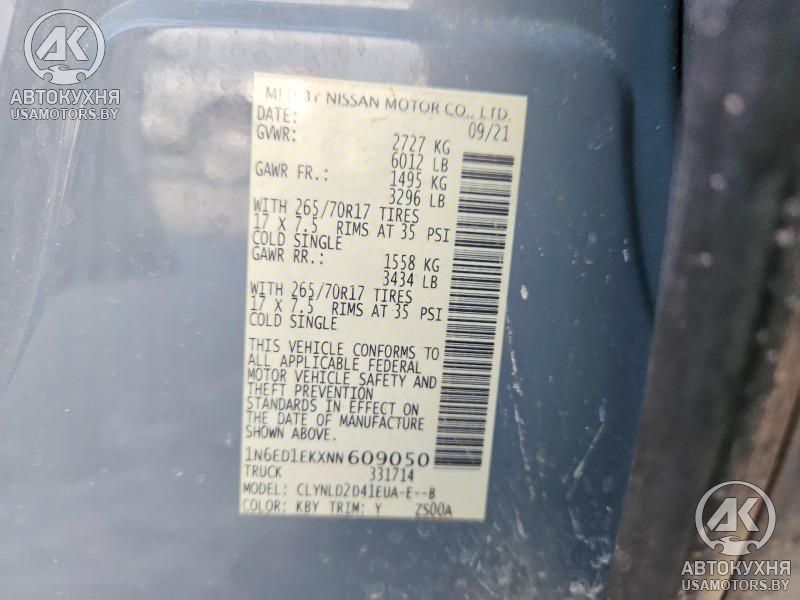 AK
АВТОКУХНЯ
USAMOTORS.BY
MFD BY NISSAN MOTOR CO., LTD.
DATE: 09/21
GVWR: 2727 KG
6012 LB
GAWR FR.: 1495 KG
3296 LB
WITH 265/70R17 TIRES
17 X 7.5 RIMS AT 35 PSI
COLD SINGLE
GAWR RR.: 1558 KG
3434 LB
WITH 265/70R17 TIRES
17 X 7.5 RIMS AT 35 PSI
COLD SINGLE
THIS VEHICLE CONFORMS TO
ALL APPLICABLE FEDERAL
MOTOR VEHICLE SAFETY AND
THEFT PREVENTION
STANDARDS IN EFFECT ON
THE DATE OF MANUFACTURE
SHOWN ABOVE.
1N6ED1EKXNN609050
TRUCK 331714
MODEL: CLYNLD2D41EUA-E--B
COLOR: KBY TRIM: Y ZS00A
AK
АВТОКУХНЯ
USAMOTORS.BY